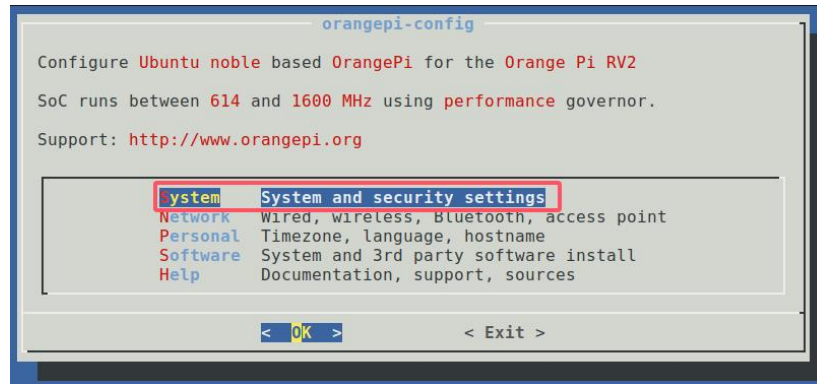 orangepi-config
Configure Ubuntu noble based OrangePi for the Orange Pi RV2
SoC runs between 614 and 1600 MHz using performance governor.
Support: http://www.orangepi.org
System System and security settings
Network Wired, wireless, Bluetooth, access point
Personal Timezone, language, hostname
Software System and 3rd party software install
Help Documentation, support, sources
< OK > < Exit >